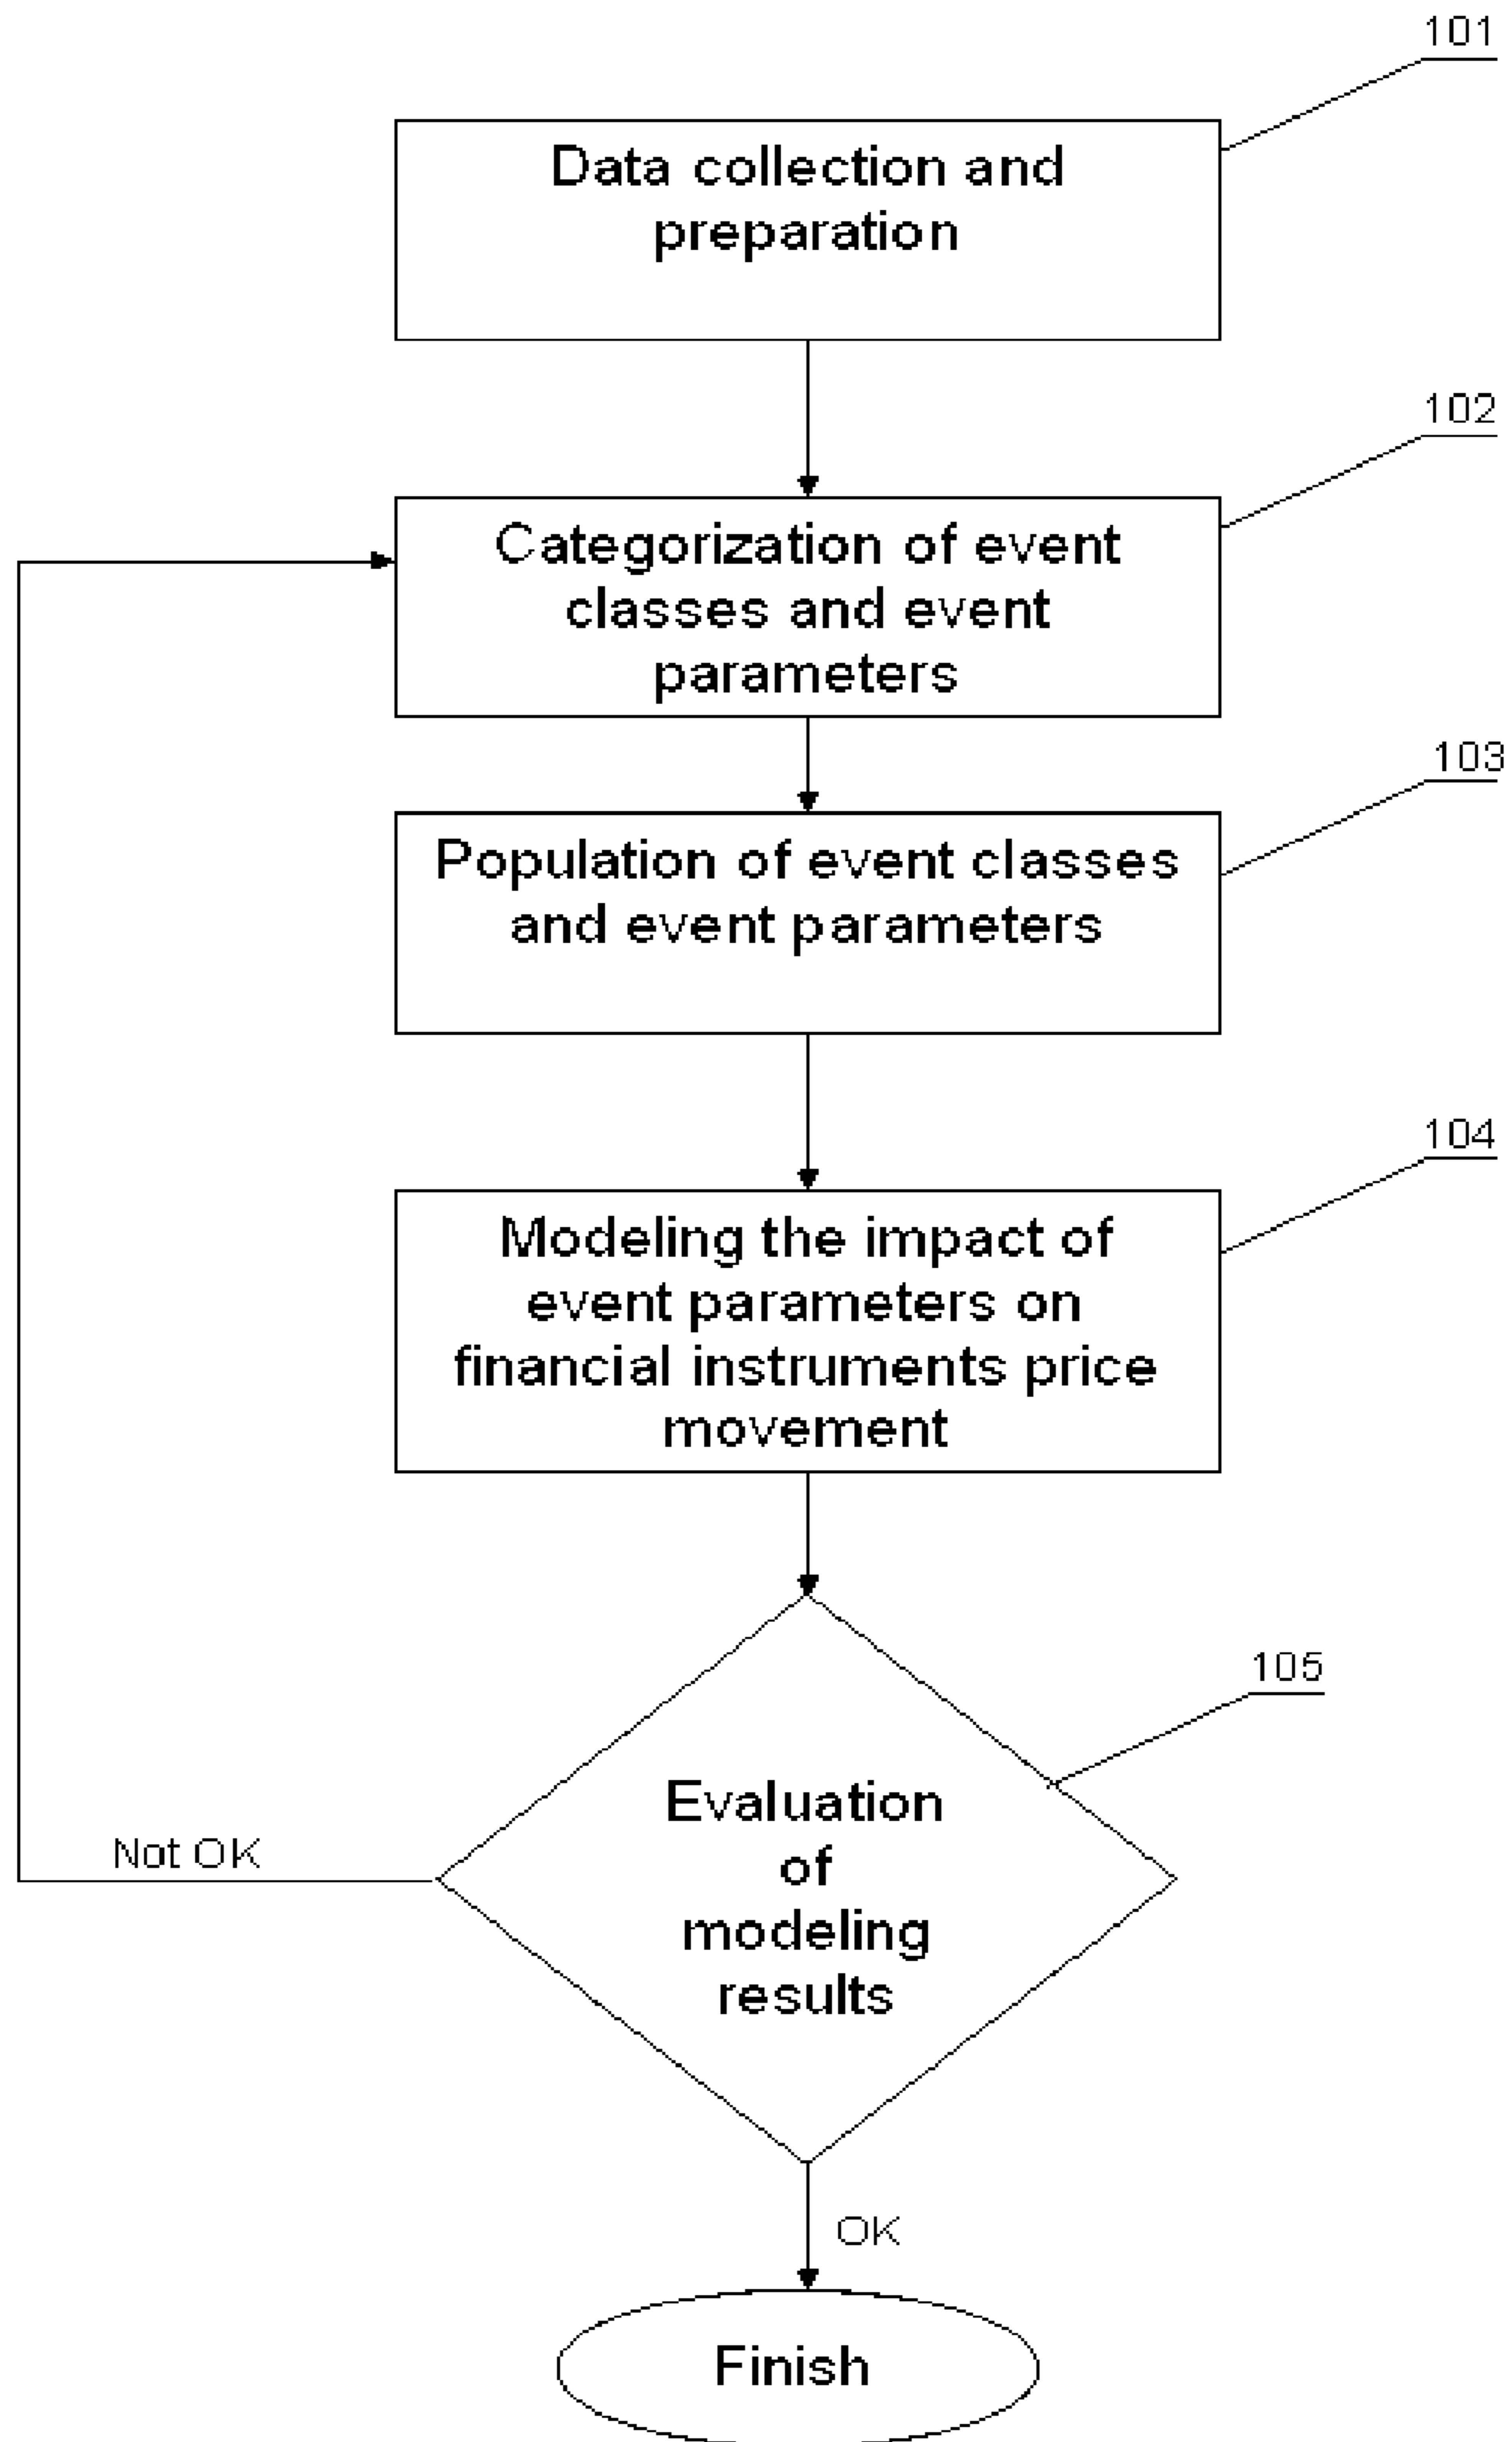 101
Data collection and
preparation
102
Categorization of event
classes and event
parameters
103
Population of event classes
and event parameters
104
Modeling the impact of
event parameters on
financial instruments price
movement
105
Evaluation
of
modeling
results
Not OK
OK
Finish